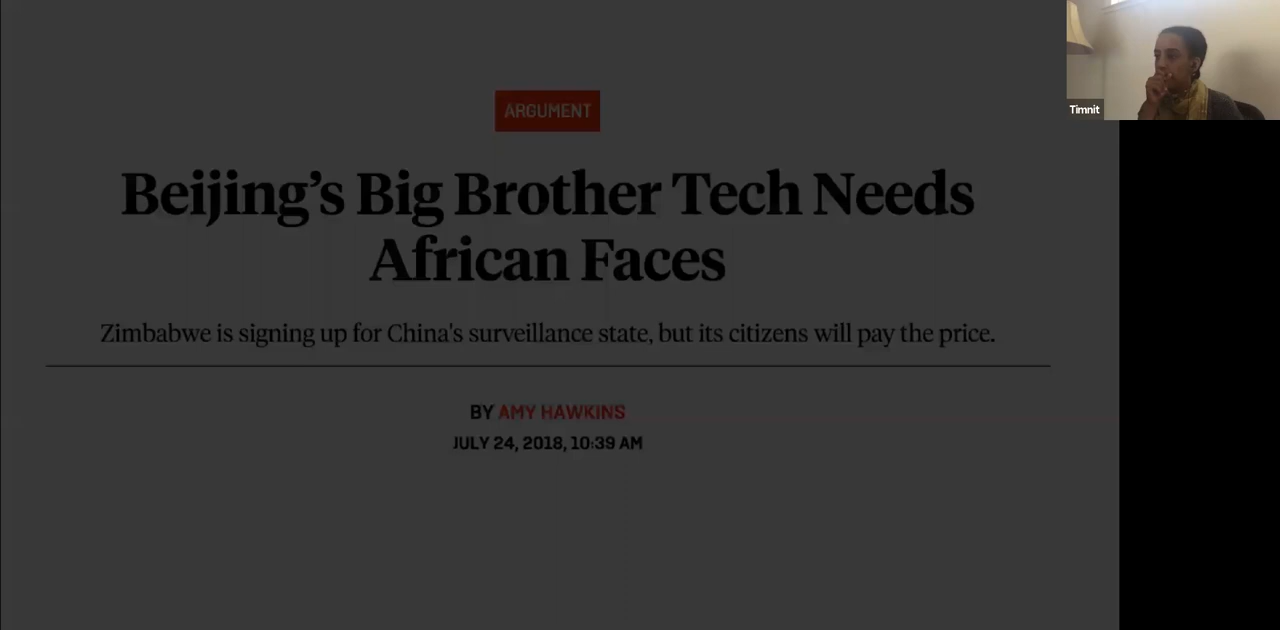 ARGUMENT
Beijing’s Big Brother Tech Needs
African Faces
Zimbabwe is signing up for China's surveillance state, but its citizens will pay the price.
BY AMY HAWKINS
JULY 24, 2018, 10:39 AM
Timnit